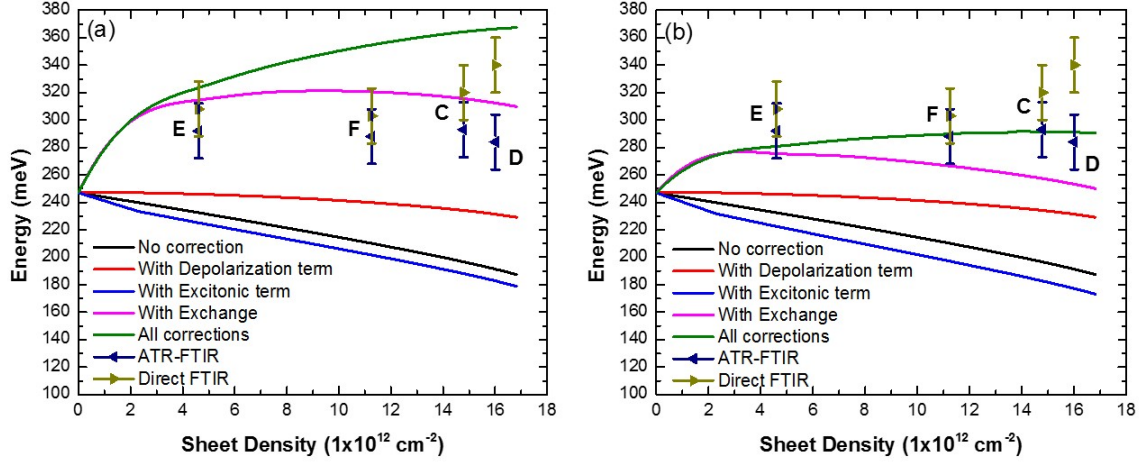 (a)
Energy (meV)
380
360
340
320
300
280
260
240
220
200
180
160
140
120
100
E
F
C
D
No correction
With Depolarization term
With Excitonic term
With Exchange
All corrections
ATR-FTIR
Direct FTIR
0 2 4 6 8 10 12 14 16 18
Sheet Density (1x10¹² cm⁻²)
(b)
Energy (meV)
380
360
340
320
300
280
260
240
220
200
180
160
140
120
100
E
F
C
D
No correction
With Depolarization term
With Excitonic term
With Exchange
All corrections
ATR-FTIR
Direct FTIR
0 2 4 6 8 10 12 14 16 18
Sheet Density (1x10¹² cm⁻²)